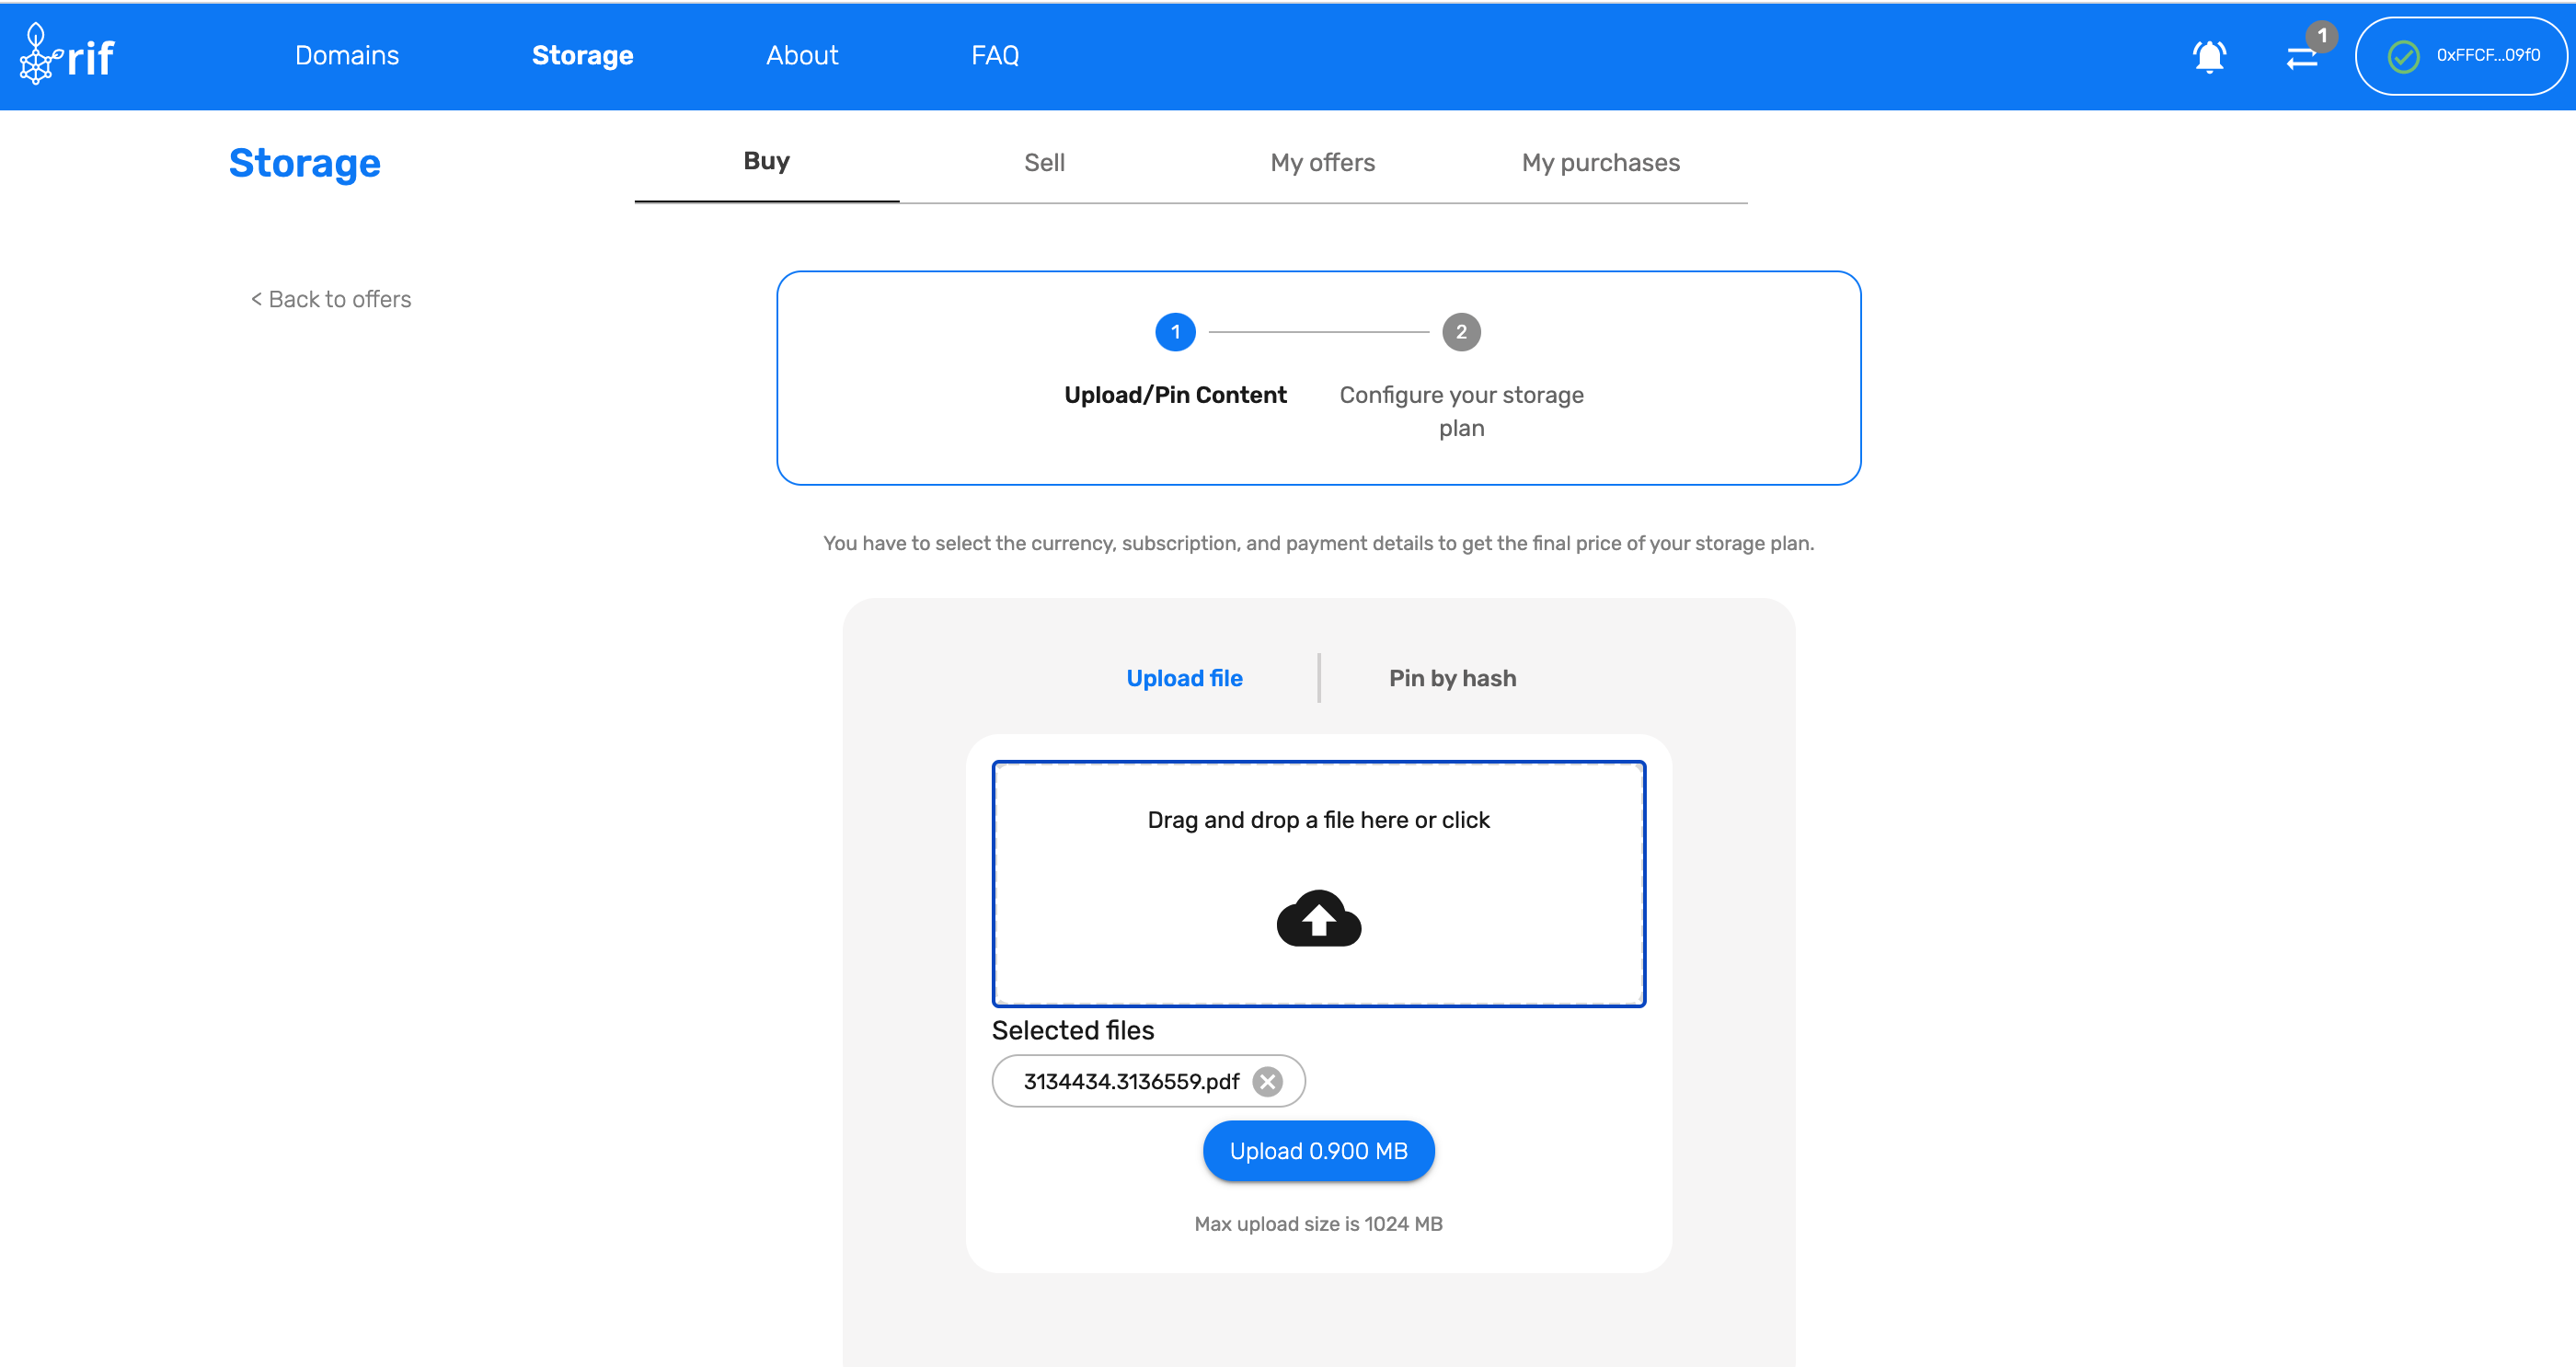 rif
Domains
Storage
About
FAQ
1
0xFFCF...09f0
Storage
Buy
Sell
My offers
My purchases
< Back to offers
1
2
Upload/Pin Content
Configure your storage
plan
You have to select the currency, subscription, and payment details to get the final price of your storage plan.
Upload file
Pin by hash
Drag and drop a file here or click
Selected files
3134434.3136559.pdf
Upload 0.900 MB
Max upload size is 1024 MB